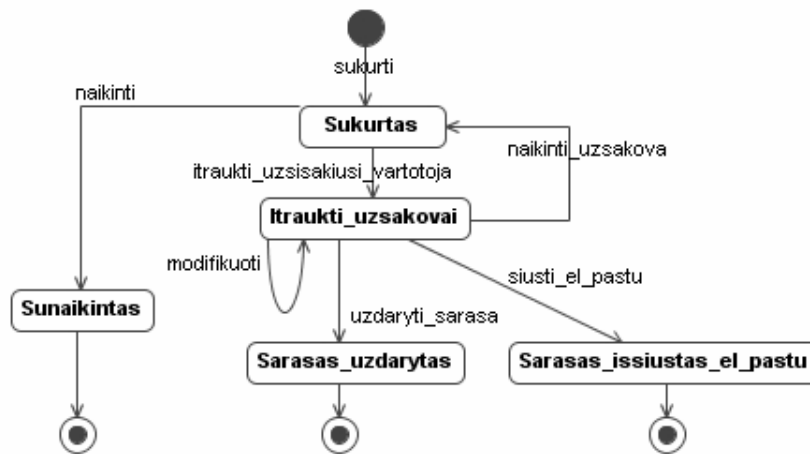 sukurti
naikinti
Sukurtas
naikinti_uzsakova
itraukti_uzsisakiusi_vartotoja
Itraukti_uzsakovai
modifikuoti
siusti_el_pastu
Sunaikintas
uzdaryti_sarasa
Sarasas_uzdarytas
Sarasas_issiustas_el_pastu